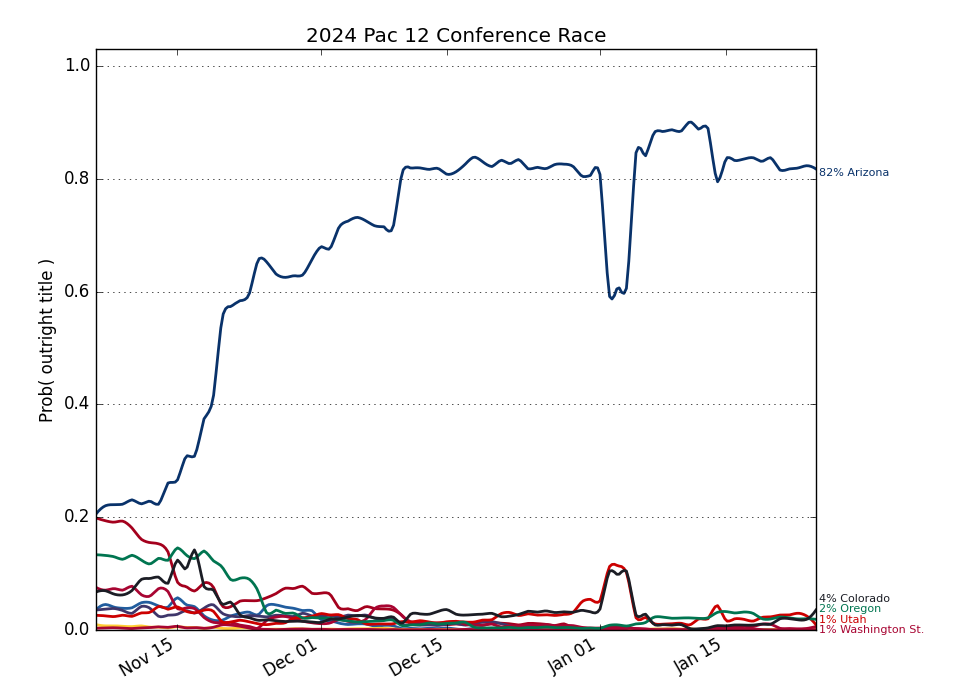 2024 Pac 12 Conference Race
Prob( outright title )
1.0
0.8
0.6
0.4
0.2
0.0
82% Arizona
4% Colorado
2% Oregon
1% Utah
1% Washington St.
Nov 15
Dec 01
Dec 15
Jan 01
Jan 15